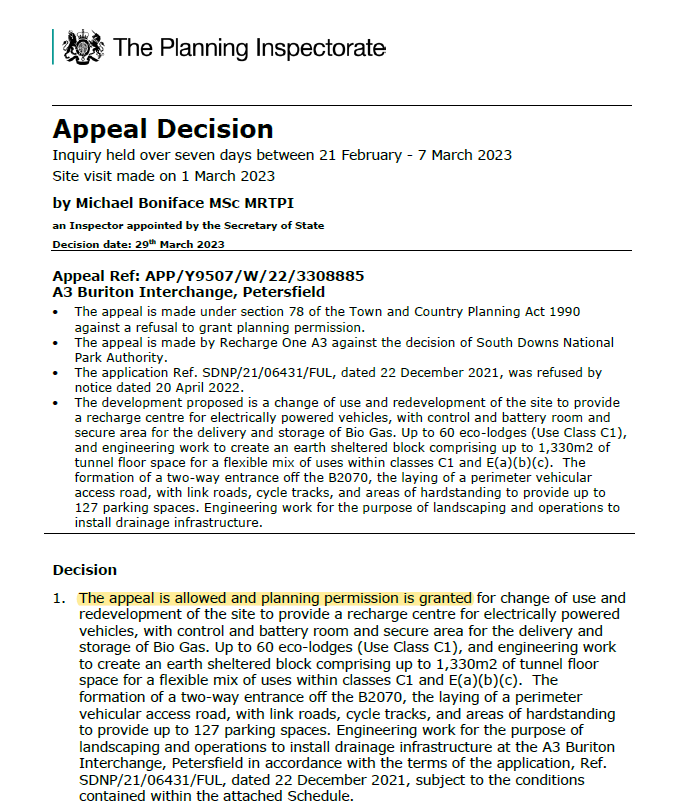 The Planning Inspectorate
Appeal Decision
Inquiry held over seven days between 21 February - 7 March 2023
Site visit made on 1 March 2023
by Michael Boniface MSc MRTPI
an Inspector appointed by the Secretary of State
Decision date: 29th March 2023
Appeal Ref: APP/Y9507/W/22/3308885
A3 Buriton Interchange, Petersfield
• The appeal is made under section 78 of the Town and Country Planning Act 1990
against a refusal to grant planning permission.
• The appeal is made by Recharge One A3 against the decision of South Downs National
Park Authority.
• The application Ref. SDNP/21/06431/FUL, dated 22 December 2021, was refused by
notice dated 20 April 2022.
• The development proposed is a change of use and redevelopment of the site to provide
a recharge centre for electrically powered vehicles, with control and battery room and
secure area for the delivery and storage of Bio Gas. Up to 60 eco-lodges (Use Class C1),
and engineering work to create an earth sheltered block comprising up to 1,330m2 of
tunnel floor space for a flexible mix of uses within classes C1 and E(a)(b)(c). The
formation of a two-way entrance off the B2070, the laying of a perimeter vehicular
access road, with link roads, cycle tracks, and areas of hardstanding to provide up to
127 parking spaces. Engineering work for the purpose of landscaping and operations to
install drainage infrastructure.
Decision
1. The appeal is allowed and planning permission is granted for change of use and
redevelopment of the site to provide a recharge centre for electrically powered
vehicles, with control and battery room and secure area for the delivery and
storage of Bio Gas. Up to 60 eco-lodges (Use Class C1), and engineering work
to create an earth sheltered block comprising up to 1,330m2 of tunnel floor
space for a flexible mix of uses within classes C1 and E(a)(b)(c). The
formation of a two-way entrance off the B2070, the laying of a perimeter
vehicular access road, with link roads, cycle tracks, and areas of hardstanding
to provide up to 127 parking spaces. Engineering work for the purpose of
landscaping and operations to install drainage infrastructure at the A3 Buriton
Interchange, Petersfield in accordance with the terms of the application, Ref.
SDNP/21/06431/FUL, dated 22 December 2021, subject to the conditions
contained within the attached Schedule.